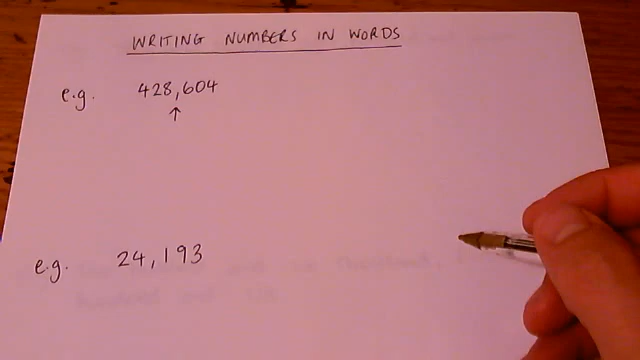 WRITING NUMBERS IN WORDS
e.g. 428,604
↑
e.g. 24,193